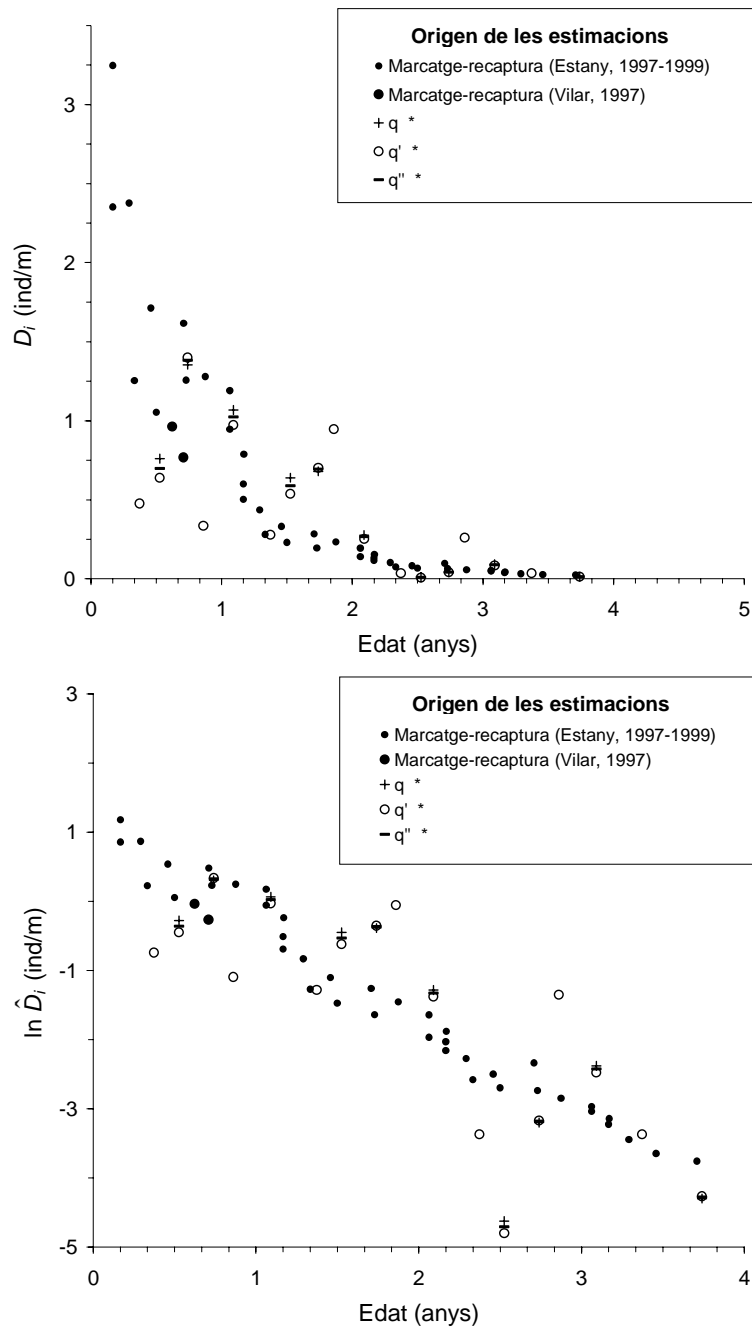 Origen de les estimacions
Marcatge-recaptura (Estany, 1997-1999)
Marcatge-recaptura (Vilar, 1997)
q *
q' *
q'' *
3
2
1
0
D_i (ind/m)
0 1 2 3 4 5
Edat (anys)
Origen de les estimacions
Marcatge-recaptura (Estany, 1997-1999)
Marcatge-recaptura (Vilar, 1997)
q *
q' *
q'' *
3
1
-1
-3
-5
ln D̂_i (ind/m)
0 1 2 3 4
Edat (anys)